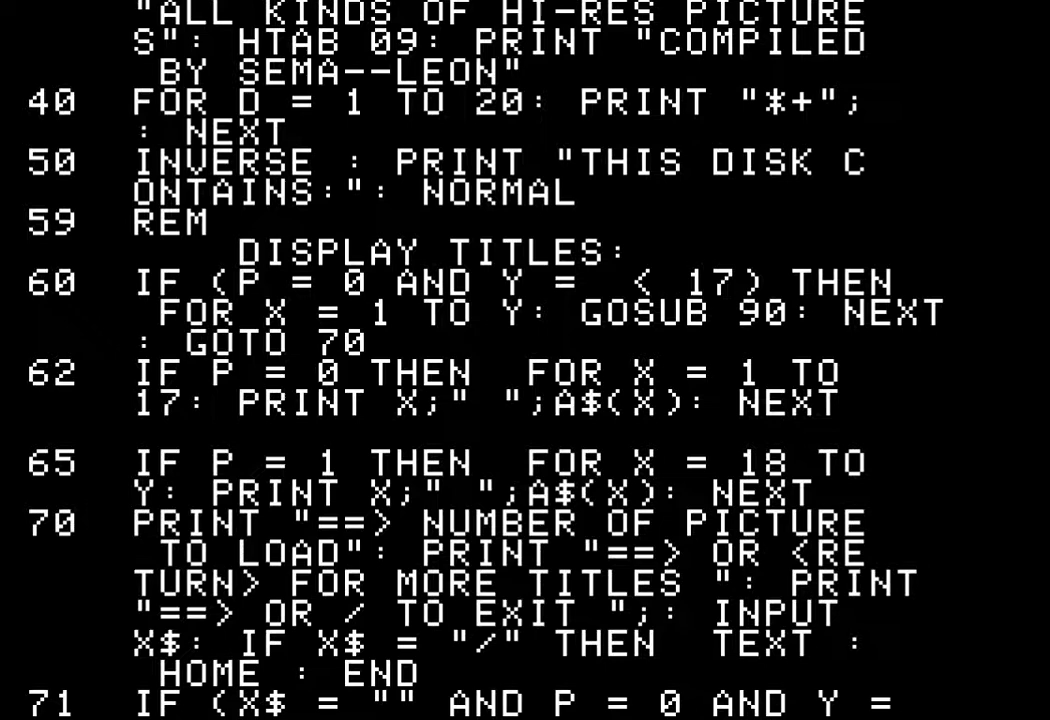 "ALL KINDS OF HI-RES PICTURE
S": HTAB 09: PRINT "COMPILED
BY SEMA--LEON"
40 FOR D = 1 TO 20: PRINT "*+";
: NEXT
50 INVERSE : PRINT "THIS DISK C
ONTAINS:": NORMAL
59 REM
DISPLAY TITLES:
60 IF (P = 0 AND Y = < 17) THEN
FOR X = 1 TO Y: GOSUB 90: NEXT
: GOTO 70
62 IF P = 0 THEN FOR X = 1 TO
17: PRINT X;" ";A$(X): NEXT
65 IF P = 1 THEN FOR X = 18 TO
Y: PRINT X;" ";A$(X): NEXT
70 PRINT "==> NUMBER OF PICTURE
TO LOAD": PRINT "==> OR <RE
TURN> FOR MORE TITLES ": PRINT
"==> OR / TO EXIT ";: INPUT
X$: IF X$ = "/" THEN TEXT :
HOME : END
71 IF (X$ = "" AND P = 0 AND Y =